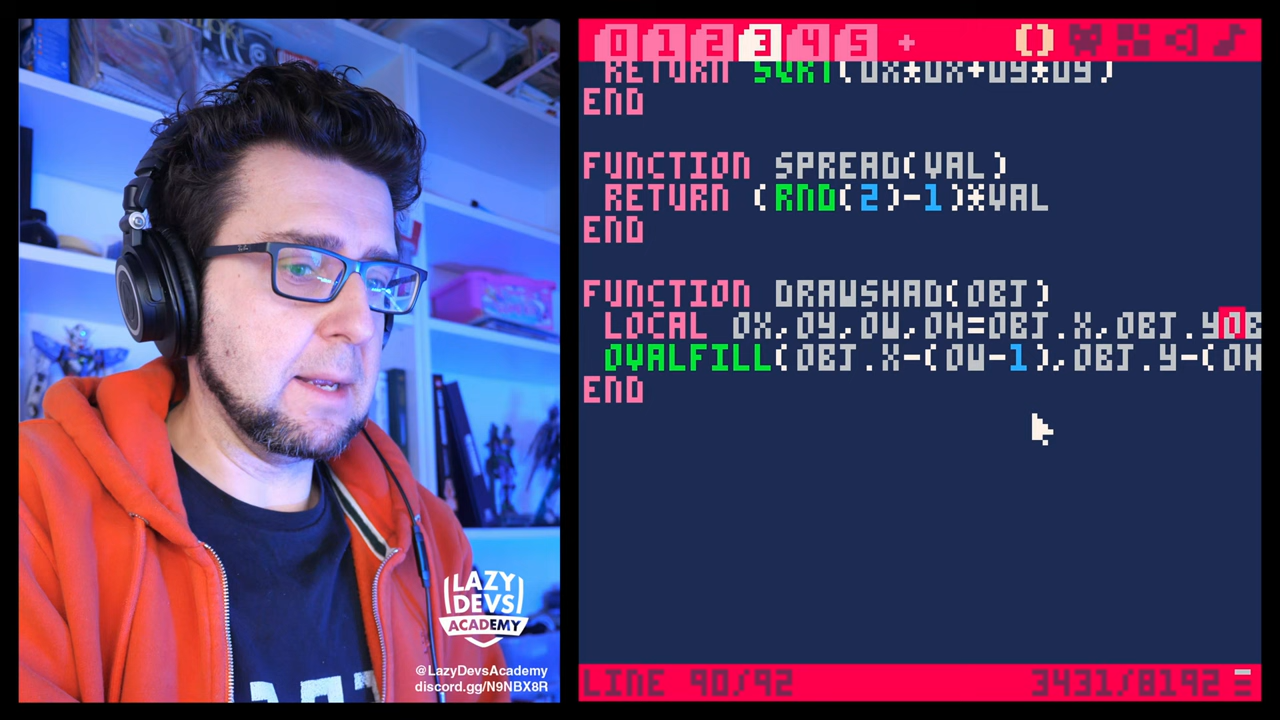 LAZY
DEVS
ACADEMY
@LazyDevsAcademy
discord.gg/N9NBX8R
0 1 2 3 4 5 + ()
RETURN SQRT(DX*DX+DY*DY)
END
FUNCTION SPREAD(VAL)
RETURN (RND(2)-1)*VAL
END
FUNCTION DRAWSHAD(OBJ)
LOCAL OX,OY,OW,OH=OBJ.X,OBJ.YOB
OVALFILL(OBJ.X-(OW-1),OBJ.Y-(OH
END
LINE 90/92
3431/8192